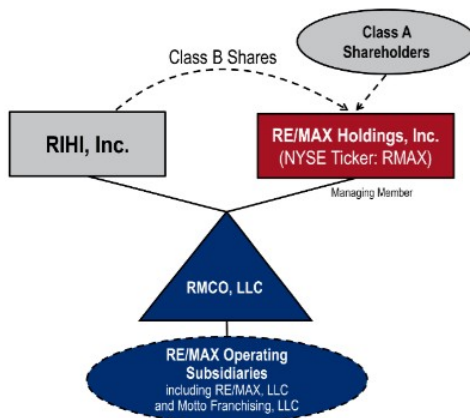 Class A
Shareholders
Class B Shares
RIHI, Inc.
RE/MAX Holdings, Inc.
(NYSE Ticker: RMAX)
Managing Member
RMCO, LLC
RE/MAX Operating
Subsidiaries
including RE/MAX, LLC
and Motto Franchising, LLC